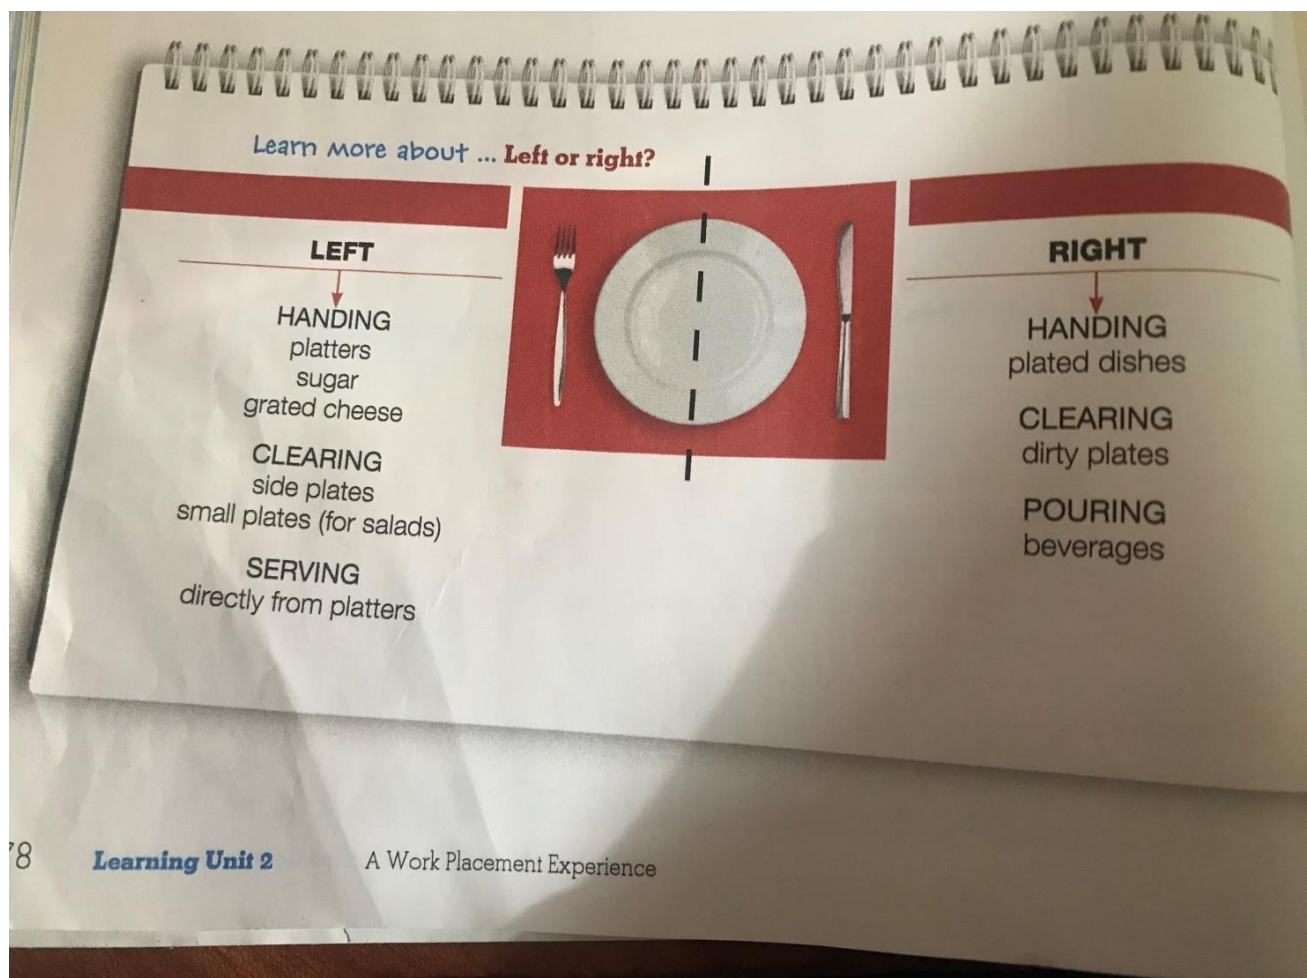 Learn more about ... Left or right?
LEFT
HANDING
platters
sugar
grated cheese
CLEARING
side plates
small plates (for salads)
SERVING
directly from platters
RIGHT
HANDING
plated dishes
CLEARING
dirty plates
POURING
beverages
8 Learning Unit 2 A Work Placement Experience